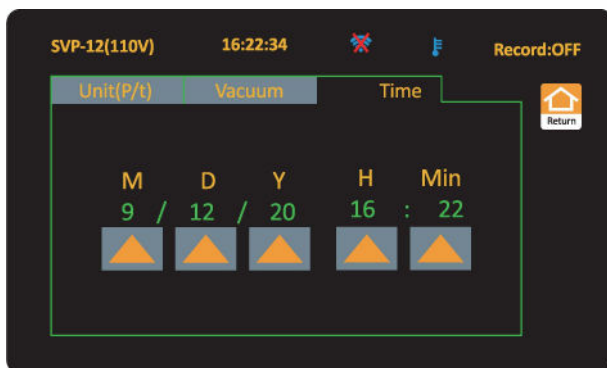 SVP-12(110V) 16:22:34 Record:OFF
Unit(P/t) Vacuum Time
Return
M D Y H Min
9 / 12 / 20 16 : 22